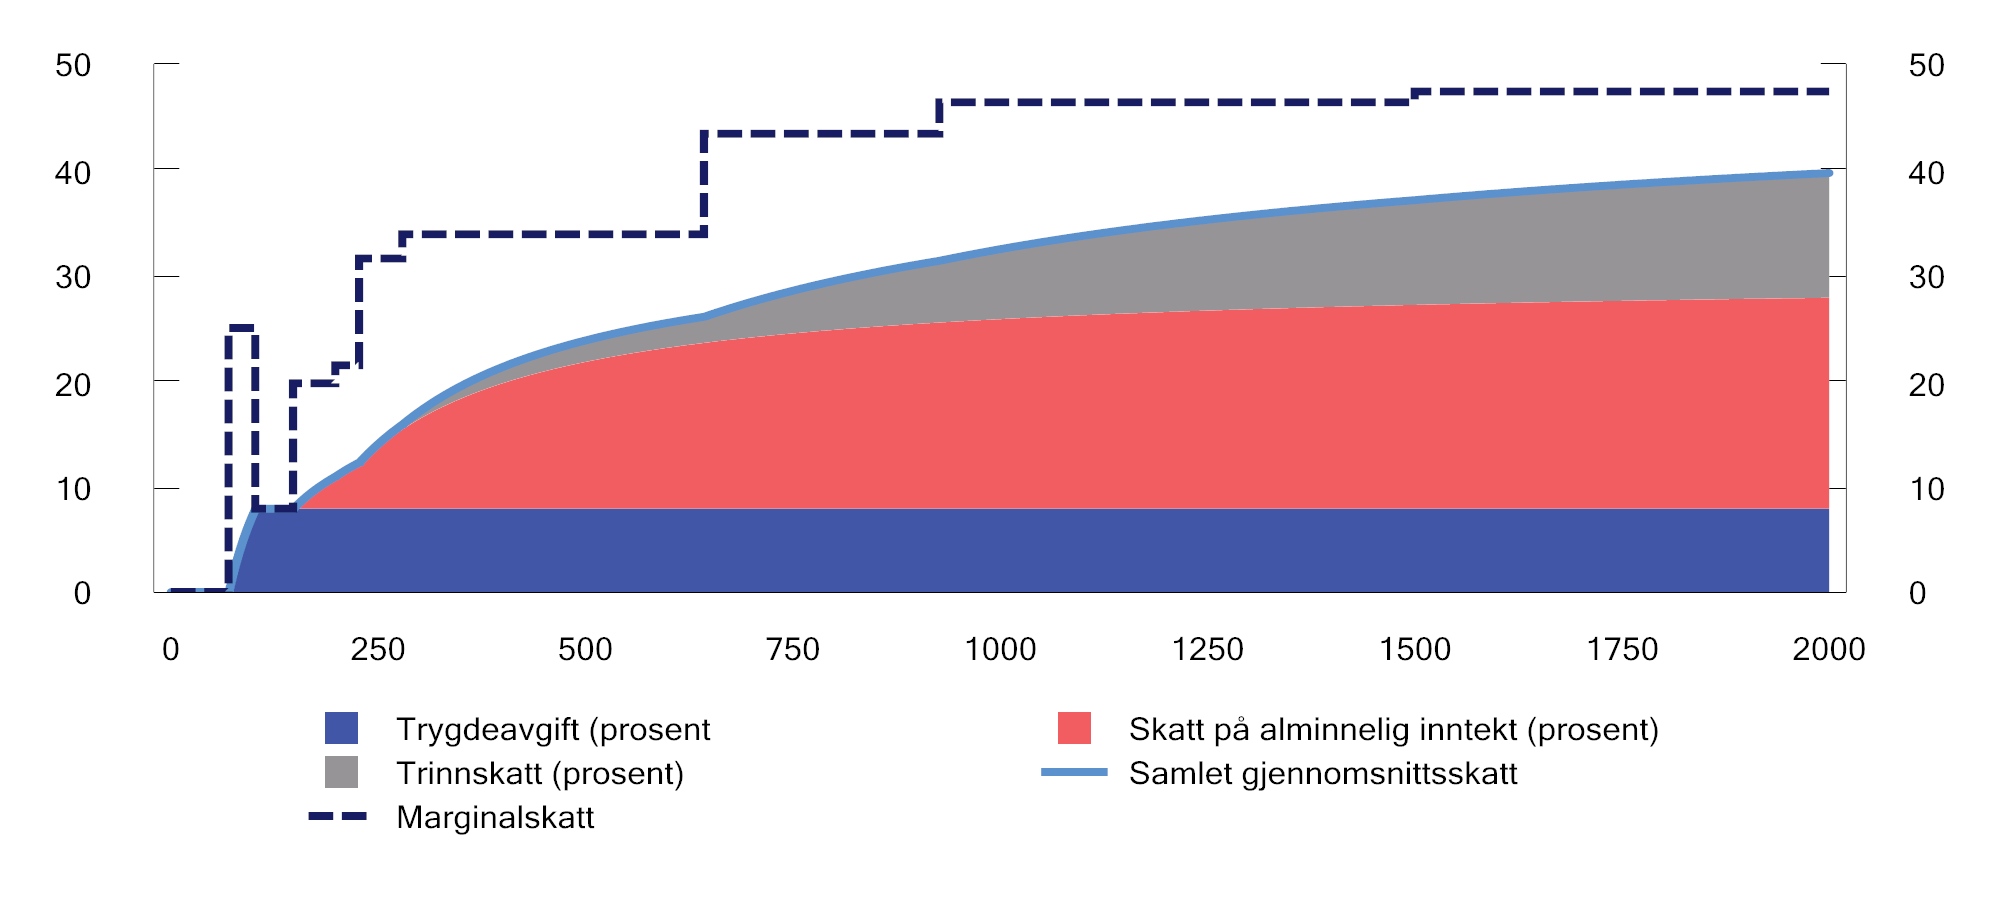 50 50
40 40
30 30
20 20
10 10
0 0
0 250 500 750 1000 1250 1500 1750 2000
Trygdeavgift (prosent Skatt på alminnelig inntekt (prosent)
Trinnskatt (prosent) Samlet gjennomsnittsskatt
Marginalskatt